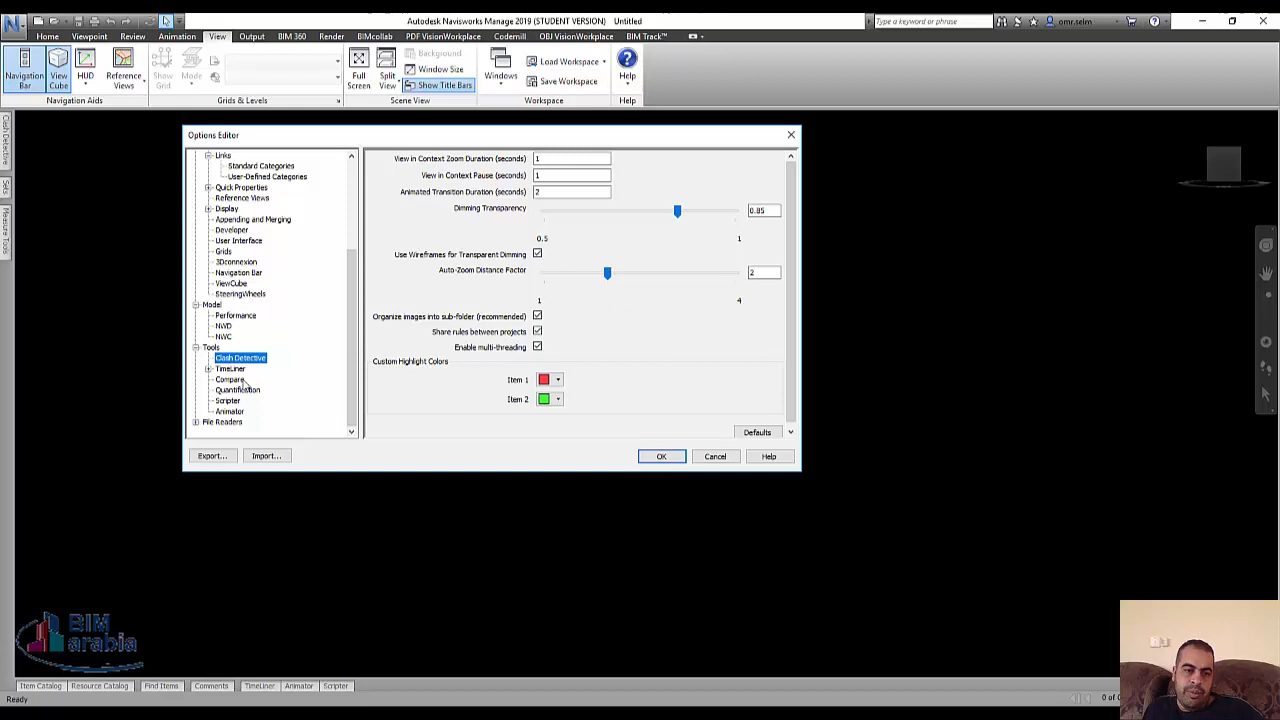 Autodesk Navisworks Manage 2019 (STUDENT VERSION) Untitled
Type a keyword or phrase
omr.selm
Home Viewpoint Review Animation View Output BIM 360 Render BIMcollab PDF VisionWorkplace Codemill OBJ VisionWorkplace BIM Track™
Navigation Bar
View Cube
HUD
Reference Views
Navigation Aids
Show Grid
Mode
Grids & Levels
Full Screen
Split View
Background
Window Size
Show Title Bars
Scene View
Windows
Load Workspace
Save Workspace
Workspace
Help
Help
Clash Detective
Sets
Measure Tools
Options Editor
Links
Standard Categories
User-Defined Categories
Quick Properties
Reference Views
Display
Appending and Merging
Developer
User Interface
Grids
3Dconnexion
Navigation Bar
ViewCube
SteeringWheels
Model
Performance
NWD
NWC
Tools
Clash Detective
TimeLiner
Compare
Quantification
Scripter
Animator
File Readers
View in Context Zoom Duration (seconds) 1
View in Context Pause (seconds) 1
Animated Transition Duration (seconds) 2
Dimming Transparency 0.85
0.5 1
Use Wireframes for Transparent Dimming
Auto-Zoom Distance Factor 2
1 4
Organize images into sub-folder (recommended)
Share rules between projects
Enable multi-threading
Custom Highlight Colors
Item 1
Item 2
Defaults
Export... Import... OK Cancel Help
BIM
arabia
Item Catalog Resource Catalog Find Items Comments TimeLiner Animator Scripter
Ready